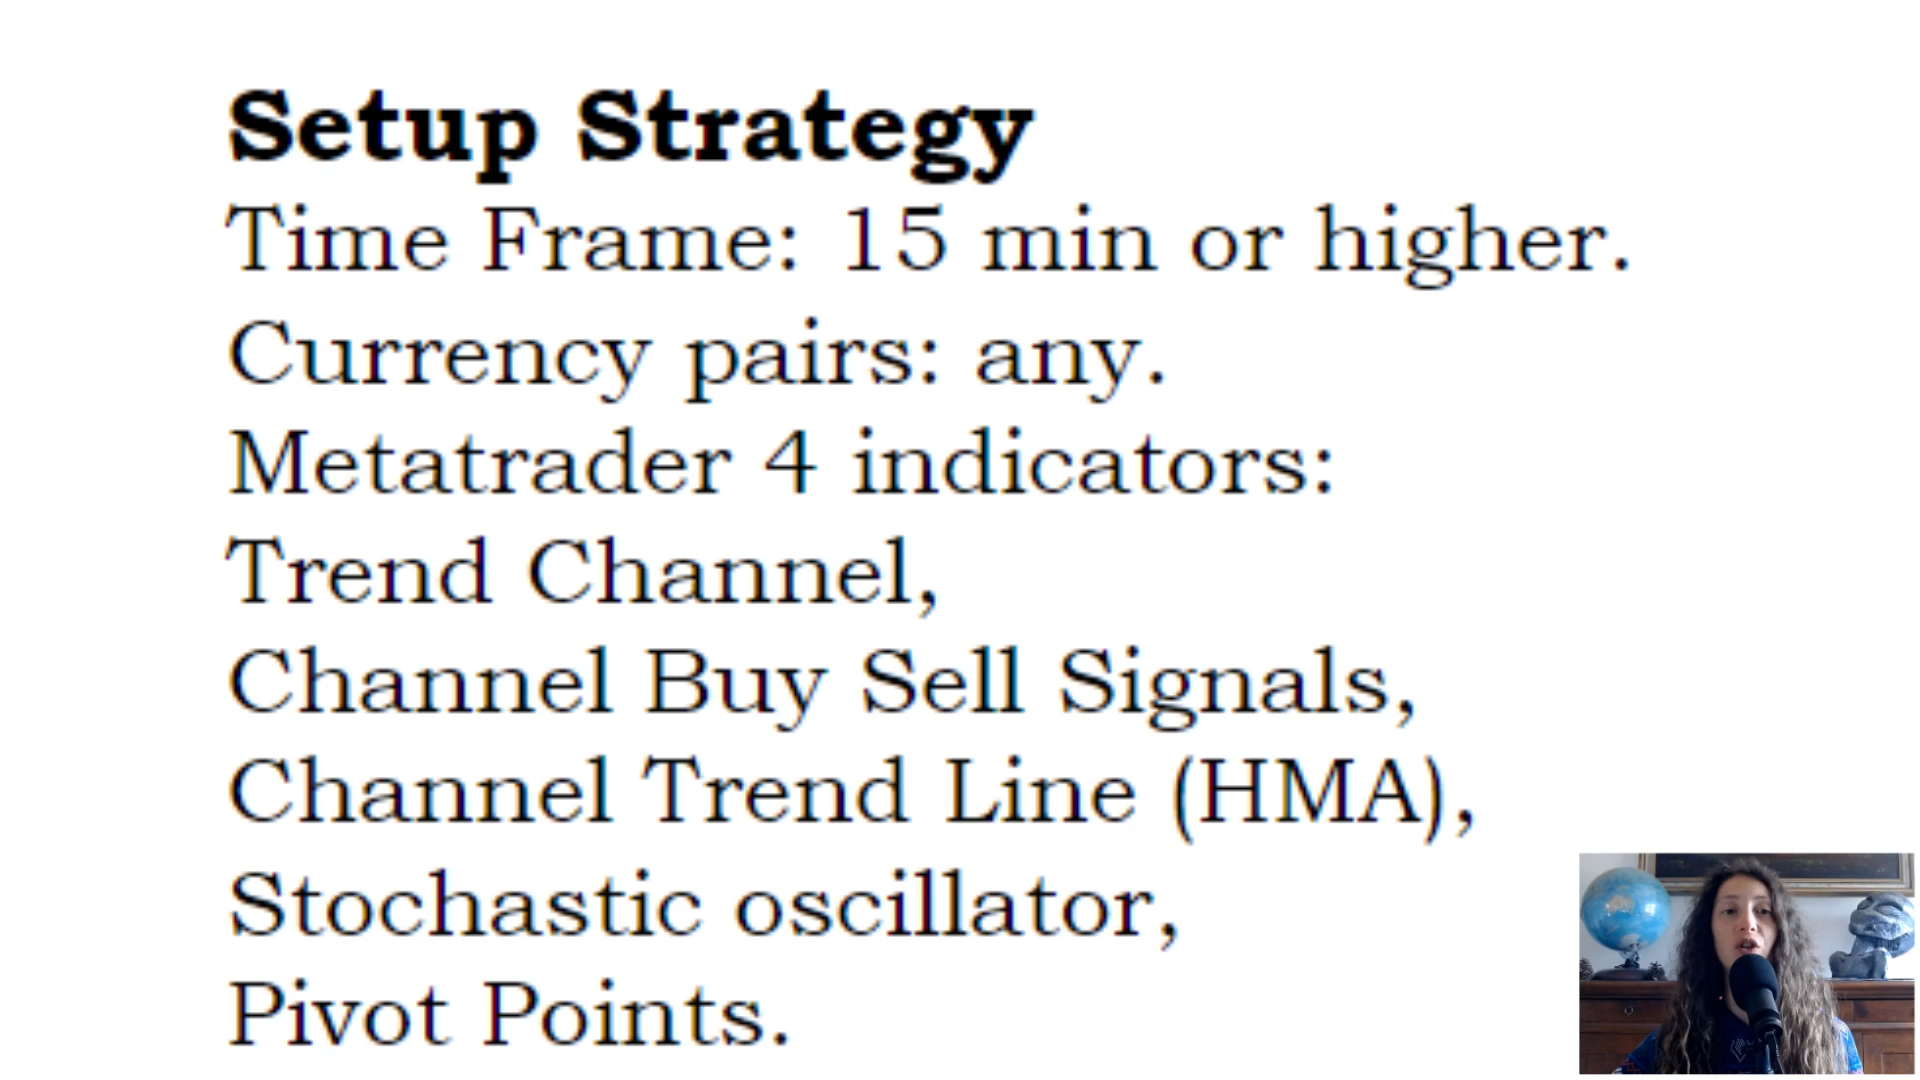 Setup Strategy
Time Frame: 15 min or higher.
Currency pairs: any.
Metatrader 4 indicators:
Trend Channel,
Channel Buy Sell Signals,
Channel Trend Line (HMA),
Stochastic oscillator,
Pivot Points.